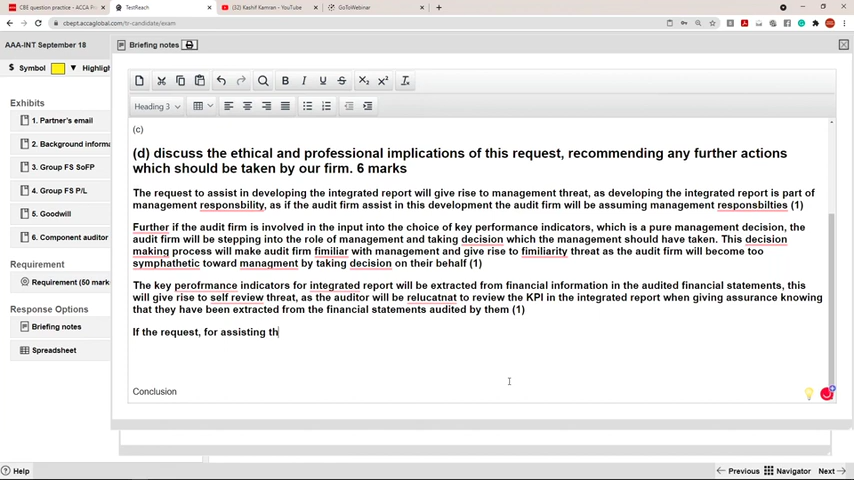 CBE question practice - ACCA Pr
TestReach
(32) Kashif Kamran - YouTube
GoToWebinar
cbept.accaglobal.com/tr-candidate/exam
AAA-INT September 18
Briefing notes
Symbol
Highligh
Heading 3
Exhibits
1. Partner's email
2. Background informa
3. Group FS SoFP
4. Group FS P/L
5. Goodwill
6. Component auditor
Requirement
Requirement (50 mark
Response Options
Briefing notes
Spreadsheet
(c)
(d) discuss the ethical and professional implications of this request, recommending any further actions
which should be taken by our firm. 6 marks
The request to assist in developing the integrated report will give rise to management threat, as developing the integrated report is part of
management responsbility, as if the audit firm assist in this development the audit firm will be assuming management responsibilties (1)
Further if the audit firm is involved in the input into the choice of key performance indicators, which is a pure management decision, the
audit firm will be stepping into the role of management and taking decision which the management should have taken. This decision
making process will make audit firm finiliar with management and give rise to fimiliarity threat as the audit firm will become too
symphathetic toward managment by taking decision on their behalf (1)
The key perofrmance indicators for integrated report will be extracted from financial information in the audited financial statements, this
will give rise to self review threat, as the auditor will be relucatnat to review the KPI in the integrated report when giving assurance knowing
that they have been extracted from the financial statements audited by them (1)
If the request, for assisting th
Conclusion
Help
Previous
Navigator
Next